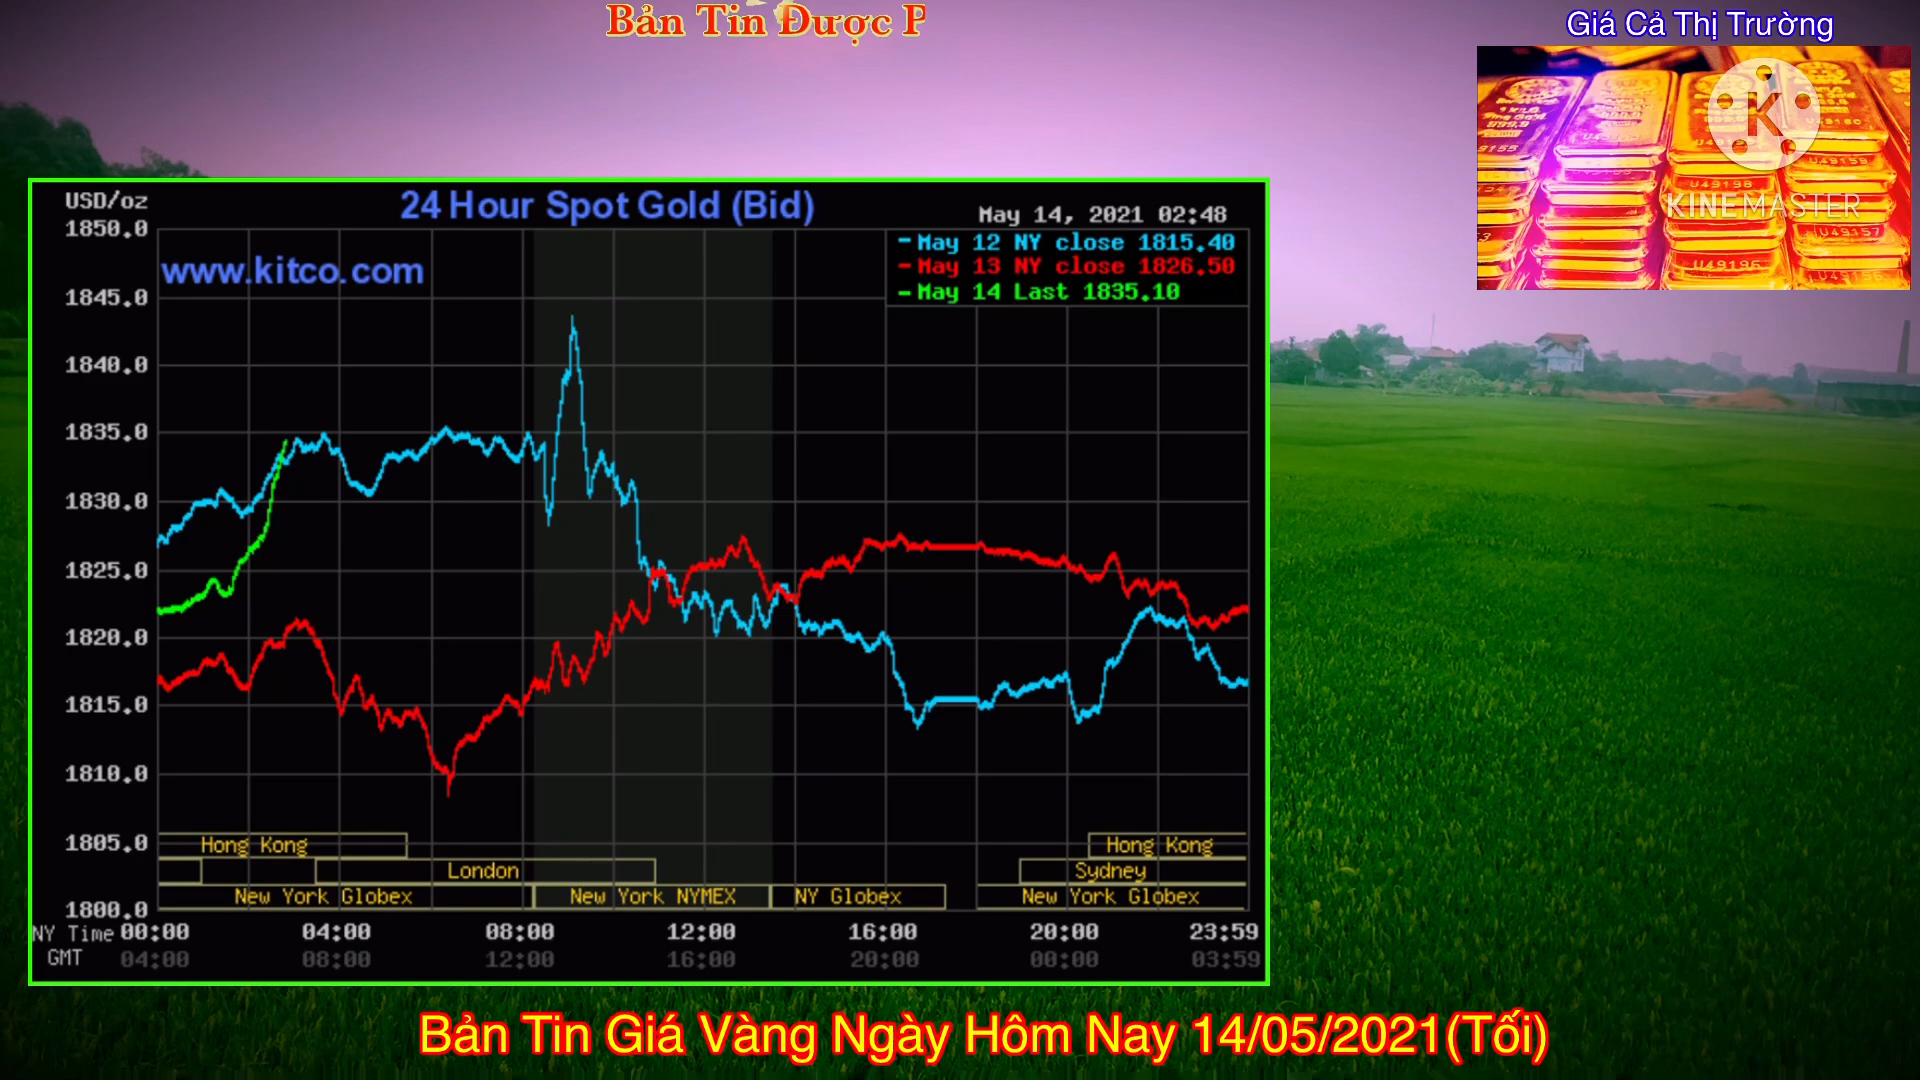 Bản Tin Được P
Giá Cả Thị Trường
KINEMASTER
USD/oz
24 Hour Spot Gold (Bid)
May 14, 2021 02:48
www.kitco.com
May 12 NY close 1815.40
May 13 NY close 1826.50
May 14 Last 1835.10
1850.0
1845.0
1840.0
1835.0
1830.0
1825.0
1820.0
1815.0
1810.0
1805.0
1800.0
Hong Kong
Hong Kong
London
Sydney
New York Globex
New York NYMEX
NY Globex
New York Globex
NY Time 00:00 04:00 08:00 12:00 16:00 20:00 23:59
GMT 04:00 08:00 12:00 16:00 20:00 00:00 03:59
Bản Tin Giá Vàng Ngày Hôm Nay 14/05/2021(Tối)